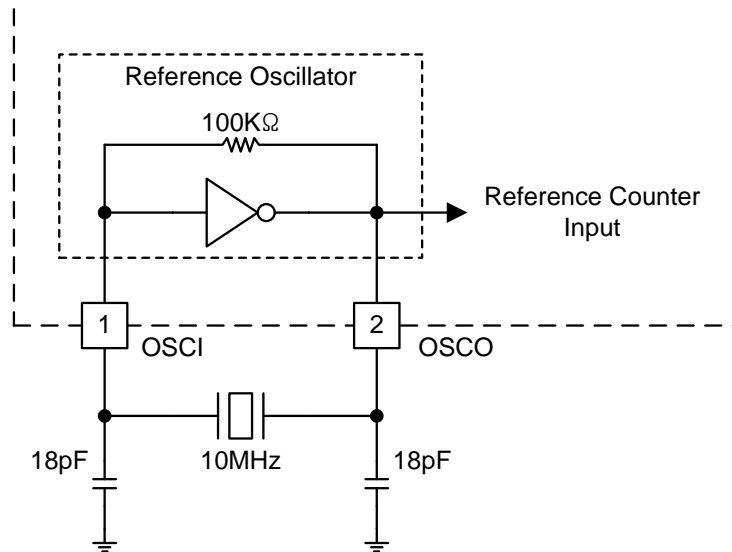 Reference Oscillator
100KΩ
Reference Counter
Input
1
2
OSCI
OSCO
18pF
10MHz
18pF